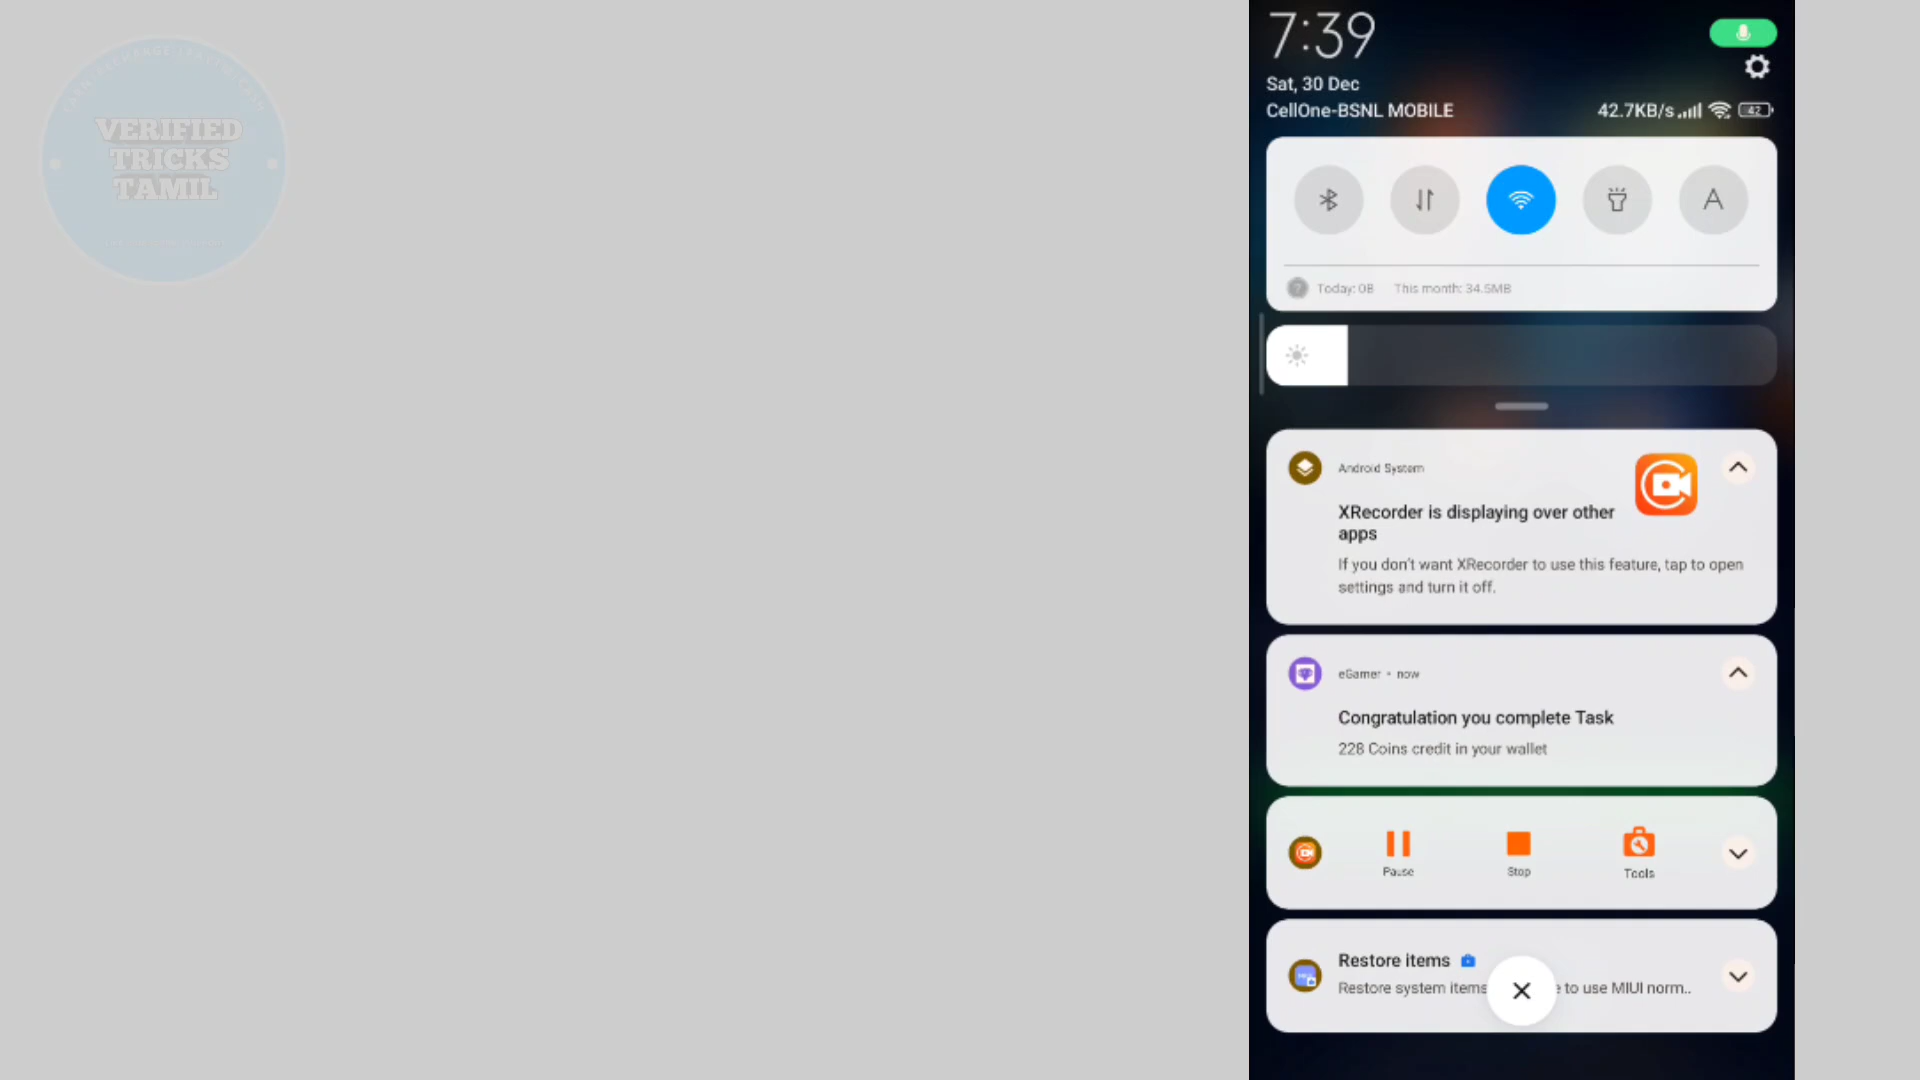 VERIFIED
TRICKS
TAMIL
7:39
Sat, 30 Dec
CellOne-BSNL MOBILE
42.7KB/s
42
Today: 0B This month: 34.5MB
Android System
XRecorder is displaying over other
apps
If you don't want XRecorder to use this feature, tap to open
settings and turn it off.
eGamer • now
Congratulation you complete Task
228 Coins credit in your wallet
Pause
Stop
Tools
Restore items
Restore system items
e to use MIUI norm..